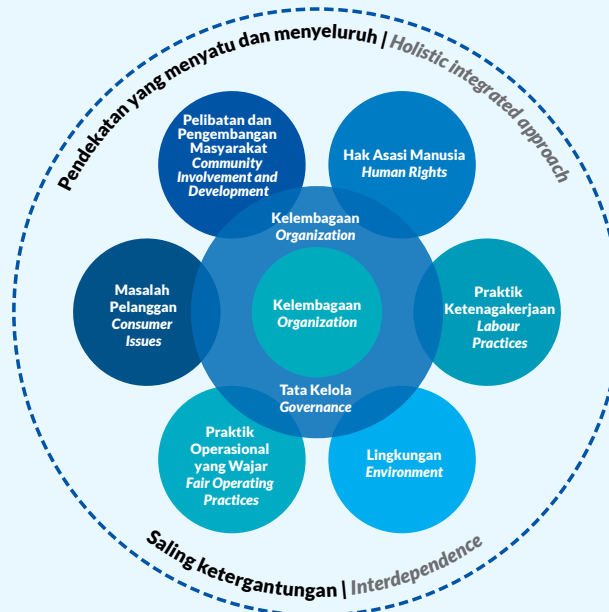 Pendekatan yang menyatu dan menyeluruh | Holistic integrated approach
Pelibatan dan
Pengembangan
Masyarakat
Community
Involvement and
Development
Hak Asasi Manusia
Human Rights
Kelembagaan
Organization
Masalah
Pelanggan
Consumer
Issues
Kelembagaan
Organization
Praktik
Ketenagakerjaan
Labour
Practices
Tata Kelola
Governance
Praktik
Operasional
yang Wajar
Fair Operating
Practices
Lingkungan
Environment
Saling ketergantungan | Interdependence